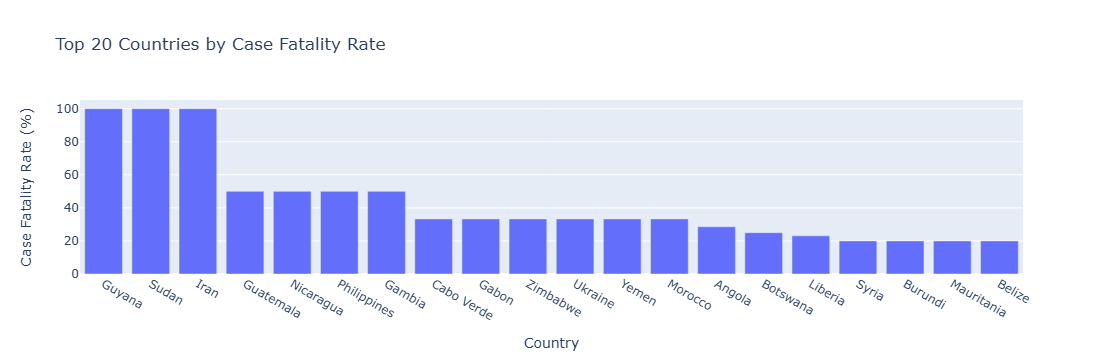 Top 20 Countries by Case Fatality Rate
Case Fatality Rate (%)
100
80
60
40
20
0
Guyana
Sudan
Iran
Guatemala
Nicaragua
Philippines
Gambia
Cabo Verde
Gabon
Zimbabwe
Ukraine
Yemen
Morocco
Angola
Botswana
Liberia
Syria
Burundi
Mauritania
Belize
Country